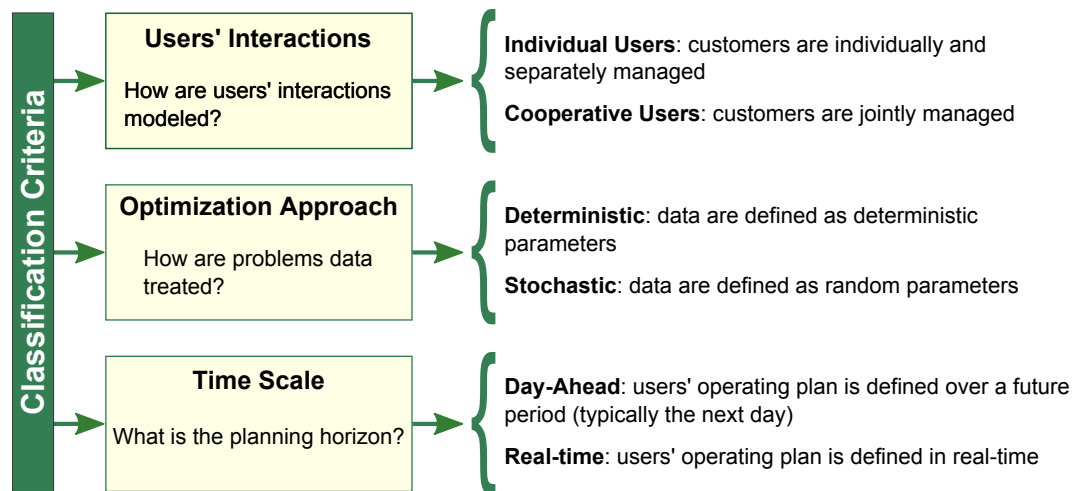 Classification Criteria
Users' Interactions
How are users' interactions
modeled?
Individual Users: customers are individually and
separately managed
Cooperative Users: customers are jointly managed
Optimization Approach
How are problems data
treated?
Deterministic: data are defined as deterministic
parameters
Stochastic: data are defined as random parameters
Time Scale
What is the planning horizon?
Day-Ahead: users' operating plan is defined over a future
period (typically the next day)
Real-time: users' operating plan is defined in real-time